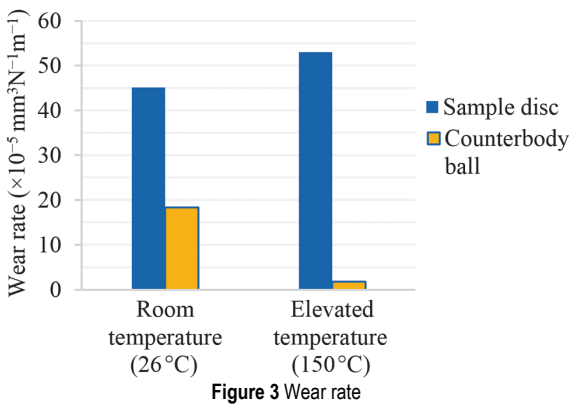 Wear rate (×10⁻⁵ mm³N⁻¹m⁻¹)
60
50
40
30
20
10
0
Sample disc
Counterbody
ball
Room
temperature
(26 °C)
Elevated
temperature
(150 °C)
Figure 3 Wear rate